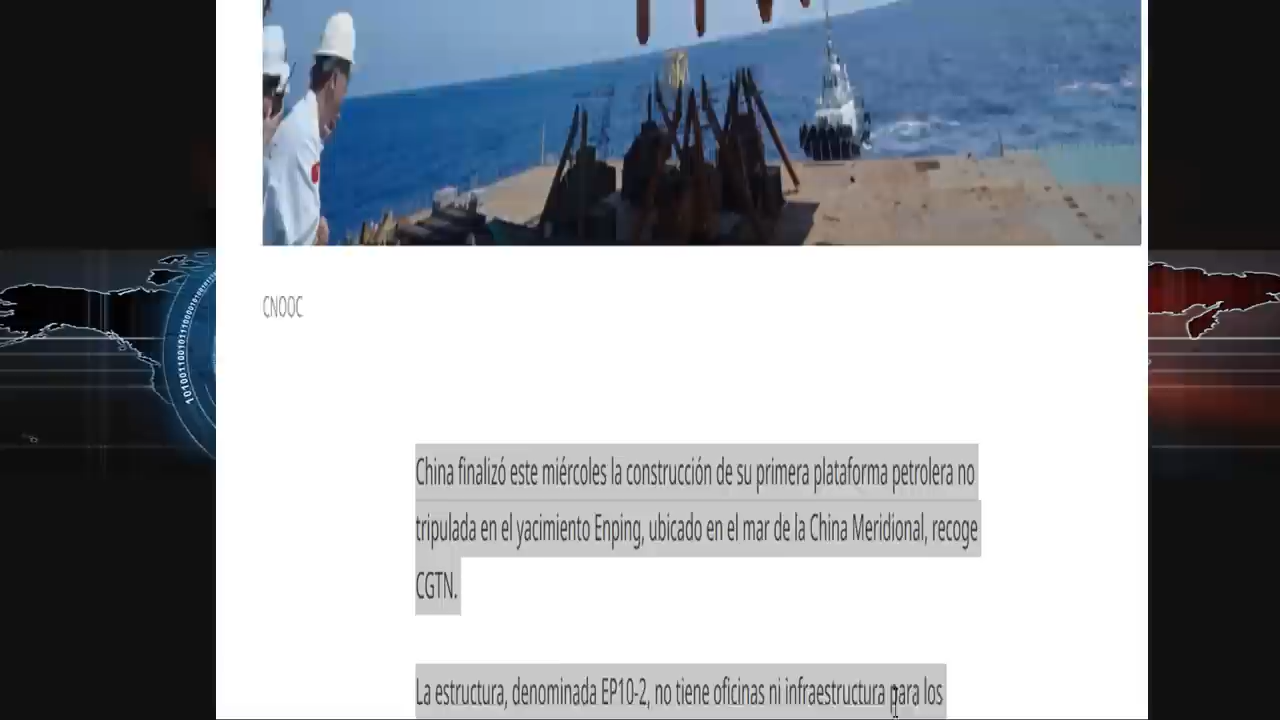 CNOOC
China finalizó este miércoles la construcción de su primera plataforma petrolera no
tripulada en el yacimiento Enping, ubicado en el mar de la China Meridional, recoge
CGTN.
La estructura, denominada EP10-2, no tiene oficinas ni infraestructura para los